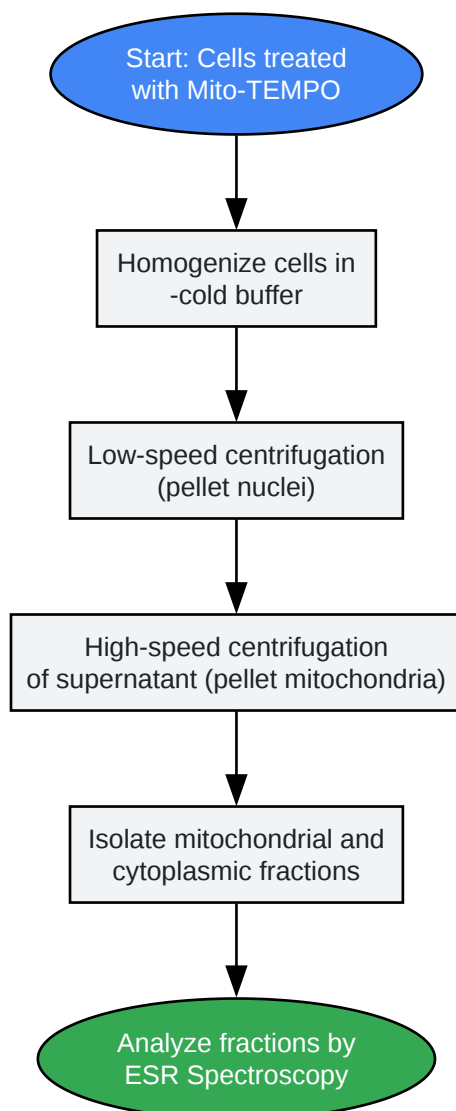 Start: Cells treated
with Mito-TEMPO
Homogenize cells in
-cold buffer
Low-speed centrifugation
(pellet nuclei)
High-speed centrifugation
of supernatant (pellet mitochondria)
Isolate mitochondrial and
cytoplasmic fractions
Analyze fractions by
ESR Spectroscopy